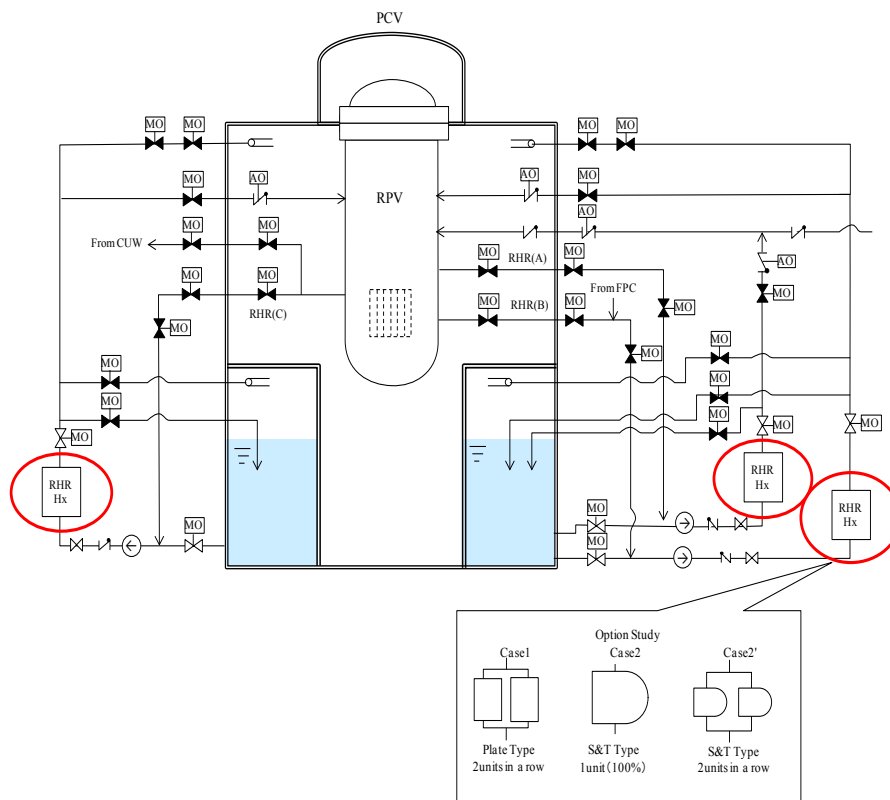 PCV
MO MO
MO MO
MO AO
AO MO
RPV
AO
From CUW
MO MO
RHR(A)
MO MO
AO
MO MO
RHR(C)
From FPC
MO
RHR(B)
MO MO
MO
MO
MO
MO
MO
MO
MO
MO
MO
MO
MO
MO
RHR
Hx
RHR
Hx
RHR
Hx
MO
MO
MO
Option Study
Case1
Case2
Case2'
Plate Type
2units in a row
S&T Type
1unit(100%)
S&T Type
2units in a row